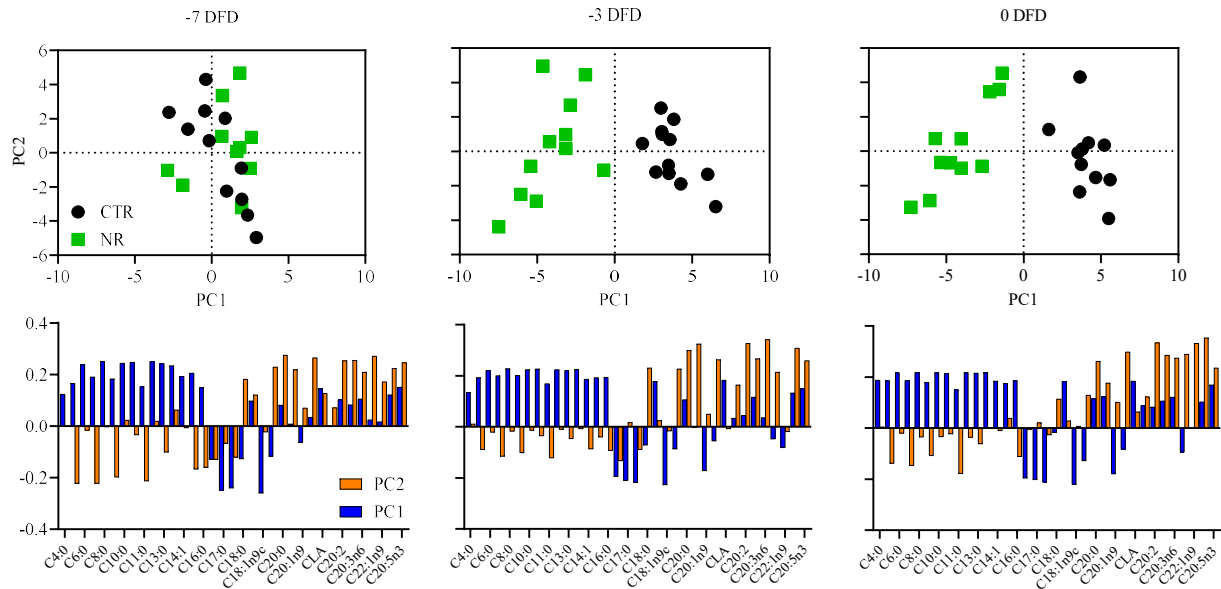 -7 DFD
-3 DFD
0 DFD
6
4
2
0
-2
-4
-6
PC2
CTR
NR
-10
-5
0
5
10
PC1
-10
-5
0
5
10
PC1
-10
-5
0
5
10
PC1
0.4
0.2
0.0
-0.2
-0.4
PC2
PC1
C4:0
C6:0
C8:0
C10:0
C11:0
C13:0
C14:1
C16:0
C17:0
C18:0
C18:1n9c
C20:0
C20:1n9
CLA
C20:2
C20:3n6
C22:1n9
C20:5n3
C4:0
C6:0
C8:0
C10:0
C11:0
C13:0
C14:1
C16:0
C17:0
C18:0
C18:1n9c
C20:0
C20:1n9
CLA
C20:2
C20:3n6
C22:1n9
C20:5n3
C4:0
C6:0
C8:0
C10:0
C11:0
C13:0
C14:1
C16:0
C17:0
C18:0
C18:1n9c
C20:0
C20:1n9
CLA
C20:2
C20:3n6
C22:1n9
C20:5n3